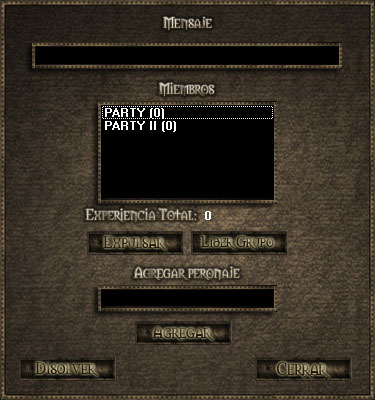 Mensaje
Miembros
PARTY (0)
PARTY II (0)
Experiencia Total: 0
Expulsar
Lider Grupo
Agregar peronaje
Agregar
Disolver
Cerrar